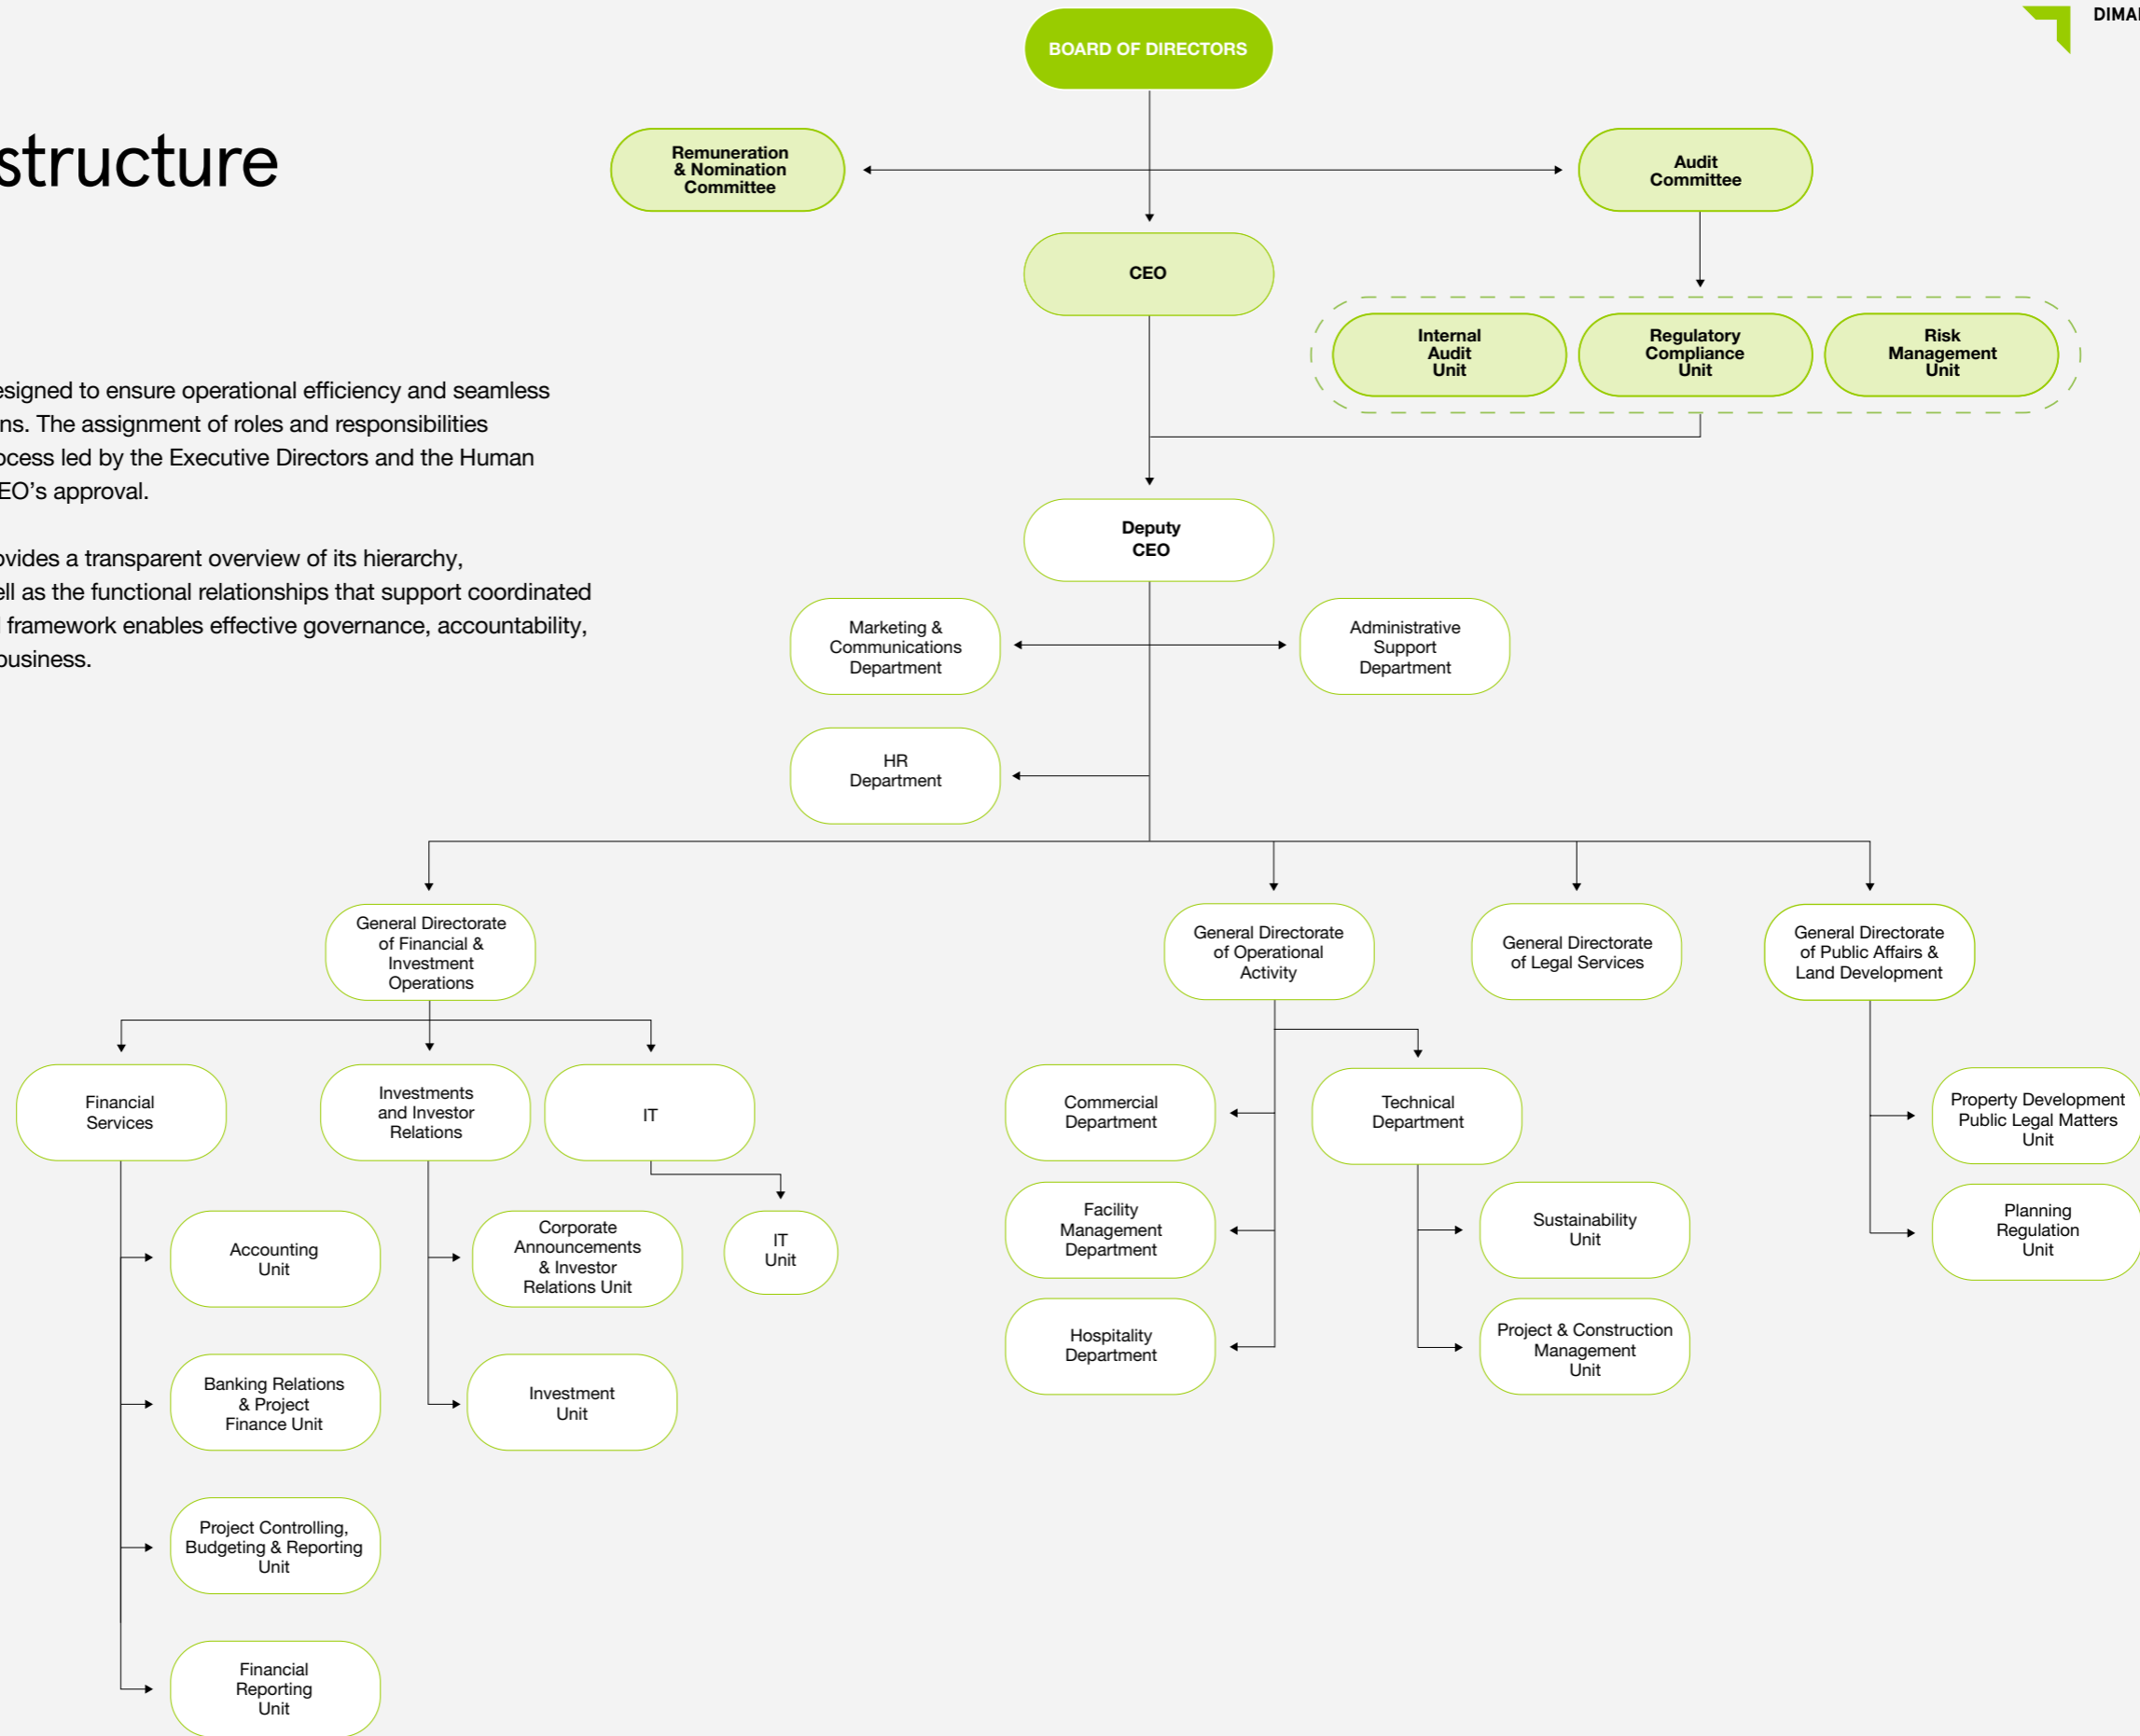 DIMAN
structure
BOARD OF DIRECTORS
Remuneration
& Nomination
Committee
Audit
Committee
CEO
Internal
Audit
Unit
Regulatory
Compliance
Unit
Risk
Management
Unit
esigned to ensure operational efficiency and seamless
ns. The assignment of roles and responsibilities
ocess led by the Executive Directors and the Human
EO’s approval.
ovides a transparent overview of its hierarchy,
ell as the functional relationships that support coordinated
framework enables effective governance, accountability,
business.
Deputy
CEO
Marketing &
Communications
Department
Administrative
Support
Department
HR
Department
General Directorate
of Financial &
Investment
Operations
General Directorate
of Operational
Activity
General Directorate
of Legal Services
General Directorate
of Public Affairs &
Land Development
Financial
Services
Investments
and Investor
Relations
IT
Commercial
Department
Technical
Department
Property Development
Public Legal Matters
Unit
Accounting
Unit
Corporate
Announcements
& Investor
Relations Unit
IT
Unit
Facility
Management
Department
Sustainability
Unit
Planning
Regulation
Unit
Banking Relations
& Project
Finance Unit
Investment
Unit
Hospitality
Department
Project & Construction
Management
Unit
Project Controlling,
Budgeting & Reporting
Unit
Financial
Reporting
Unit